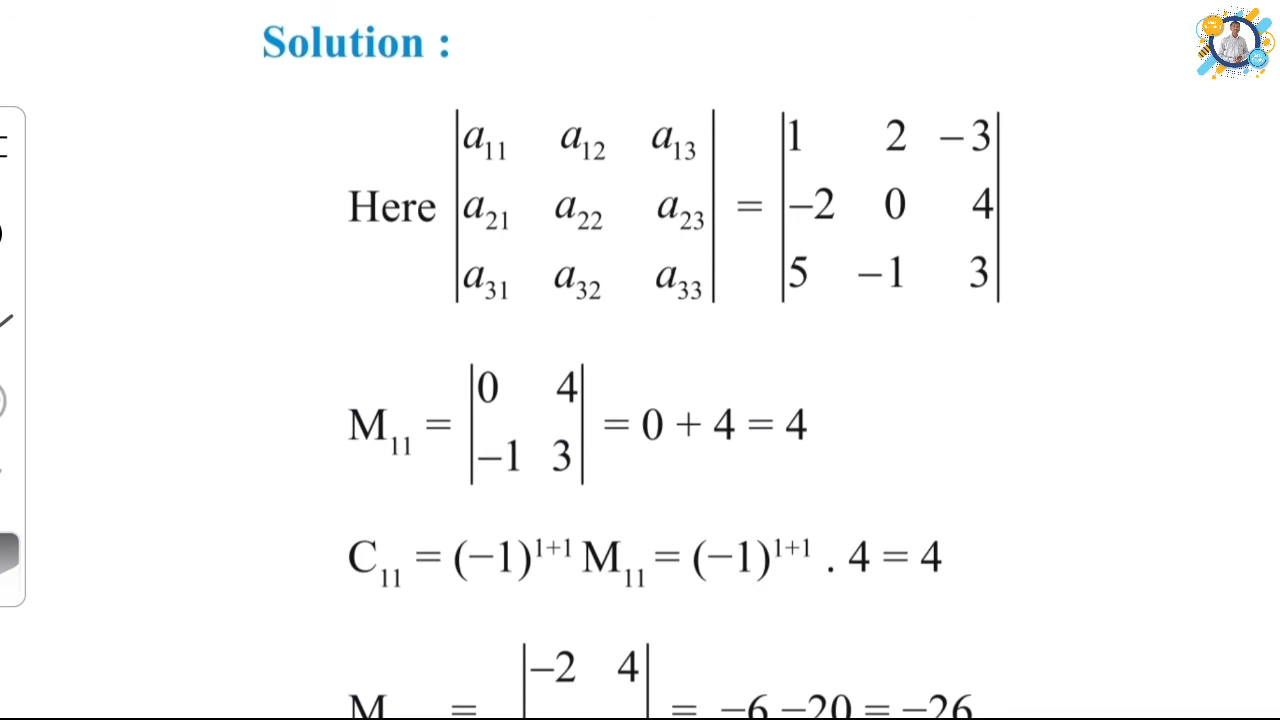 Solution :
Here |a₁₁ a₁₂ a₁₃| = |1 2 −3|
|a₂₁ a₂₂ a₂₃| |−2 0 4|
|a₃₁ a₃₂ a₃₃| |5 −1 3|
M₁₁ = |0 4| = 0 + 4 = 4
|−1 3|
C₁₁ = (−1)¹⁺¹ M₁₁ = (−1)¹⁺¹ . 4 = 4
|−2 4|
M = = −6 −20 = −26